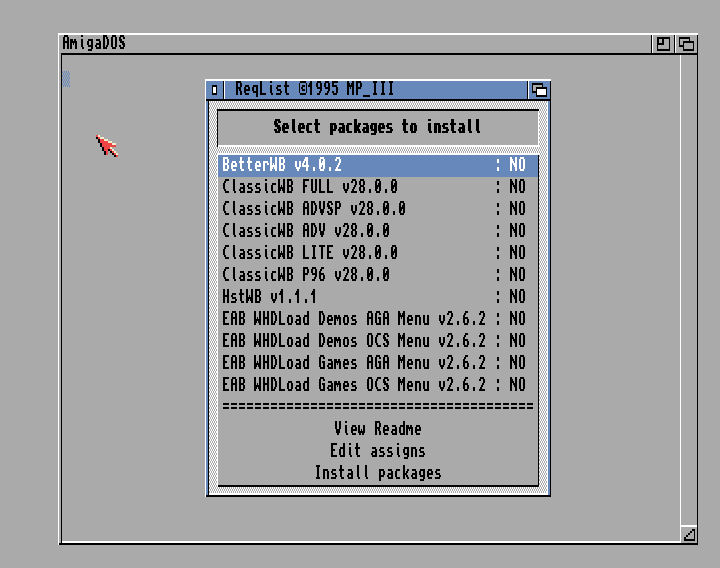 AmigaDOS
ReqList ©1995 MP_III
Select packages to install
BetterWB v4.0.2 : NO
ClassicWB FULL v28.0.0 : NO
ClassicWB ADVSP v28.0.0 : NO
ClassicWB ADV v28.0.0 : NO
ClassicWB LITE v28.0.0 : NO
ClassicWB P96 v28.0.0 : NO
HstWB v1.1.1 : NO
EAB WHDLoad Demos AGA Menu v2.6.2 : NO
EAB WHDLoad Demos OCS Menu v2.6.2 : NO
EAB WHDLoad Games AGA Menu v2.6.2 : NO
EAB WHDLoad Games OCS Menu v2.6.2 : NO
=======================================
View Readme
Edit assigns
Install packages